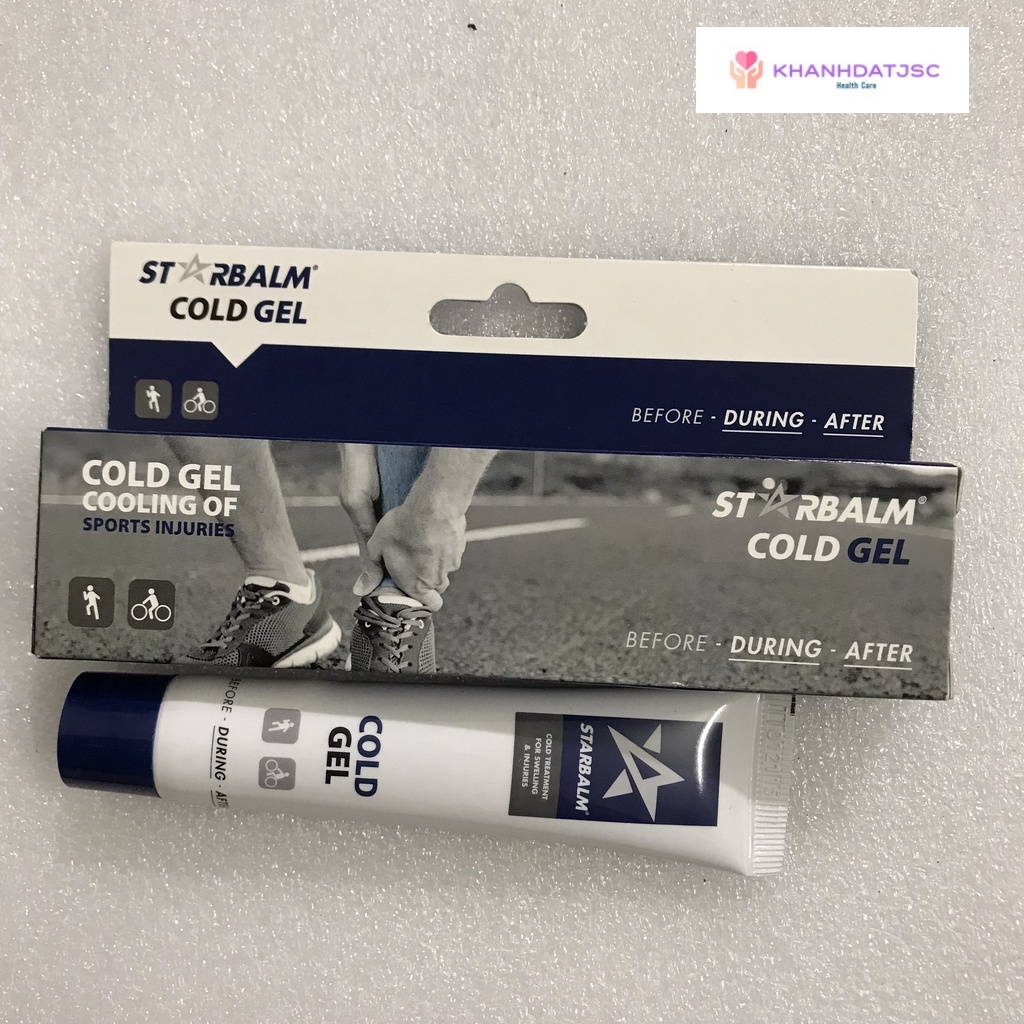 KHANHDATJSC
Health Care
STARBALM®
COLD GEL
BEFORE - DURING - AFTER
COLD GEL
COOLING OF
SPORTS INJURIES
STARBALM®
COLD GEL
BEFORE - DURING - AFTER
BEFORE - DURING -
COLD
GEL
STARBALM®
COLD TREATMENT
FOR SWELLING
& INJURIES